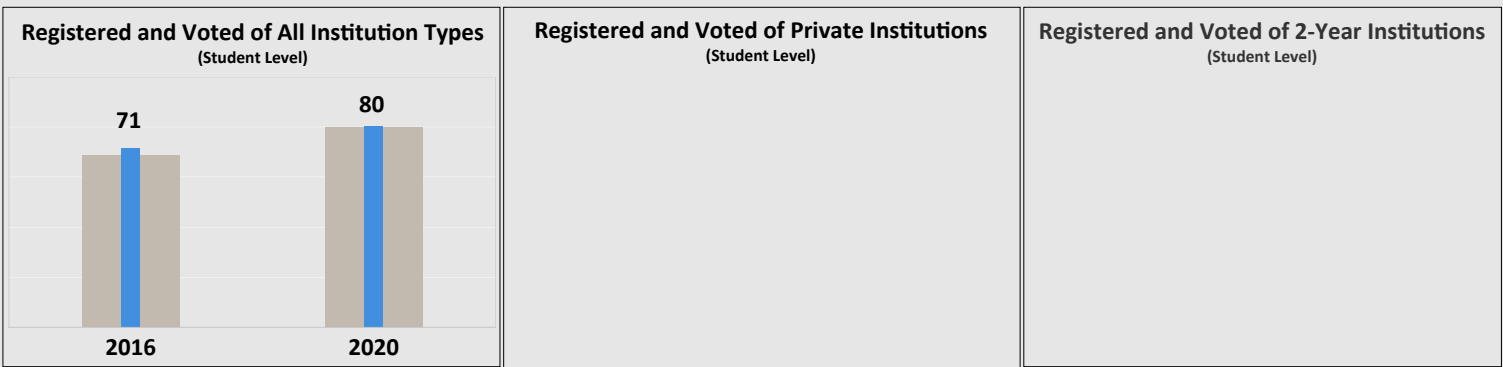 Registered and Voted of All Institution Types
(Student Level)
71
80
2016
2020
Registered and Voted of Private Institutions
(Student Level)
Registered and Voted of 2-Year Institutions
(Student Level)